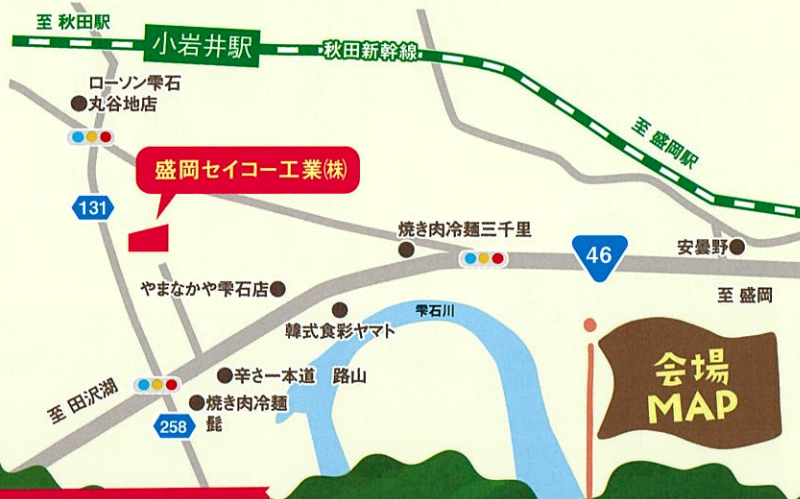 至 秋田駅
小岩井駅
秋田新幹線
至 盛岡駅
ローソン雫石
丸谷地店
盛岡セイコー工業㈱
131
焼き肉冷麺三千里
46
安曇野
至 盛岡
やまなかや雫石店
韓式食彩ヤマト
雫石川
会場
MAP
辛さ一本道 路山
至 田沢湖
焼き肉冷麺
髭
258